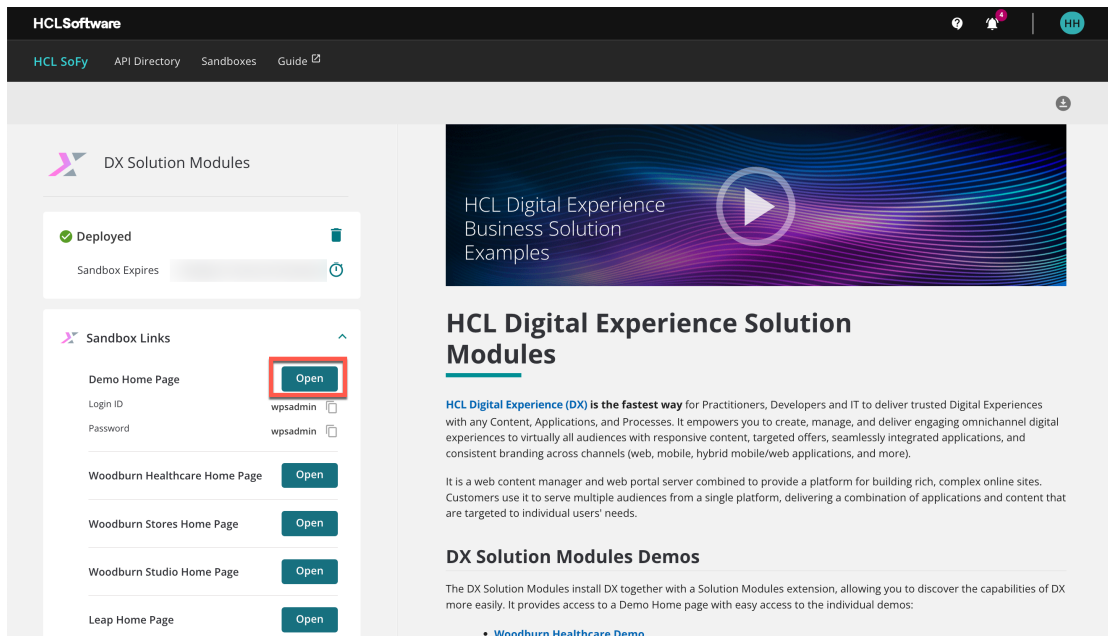 HCLSoftware
4
HH
HCL SoFy API Directory Sandboxes Guide
DX Solution Modules
Deployed
Sandbox Expires
Sandbox Links
Demo Home Page Open
Login ID wpsadmin
Password wpsadmin
Woodburn Healthcare Home Page Open
Woodburn Stores Home Page Open
Woodburn Studio Home Page Open
Leap Home Page Open
HCL Digital Experience
Business Solution
Examples
HCL Digital Experience Solution
Modules
HCL Digital Experience (DX) is the fastest way for Practitioners, Developers and IT to deliver trusted Digital Experiences
with any Content, Applications, and Processes. It empowers you to create, manage, and deliver engaging omnichannel digital
experiences to virtually all audiences with responsive content, targeted offers, seamlessly integrated applications, and
consistent branding across channels (web, mobile, hybrid mobile/web applications, and more).
It is a web content manager and web portal server combined to provide a platform for building rich, complex online sites.
Customers use it to serve multiple audiences from a single platform, delivering a combination of applications and content that
are targeted to individual users' needs.
DX Solution Modules Demos
The DX Solution Modules install DX together with a Solution Modules extension, allowing you to discover the capabilities of DX
more easily. It provides access to a Demo Home page with easy access to the individual demos:
• Woodburn Healthcare Demo